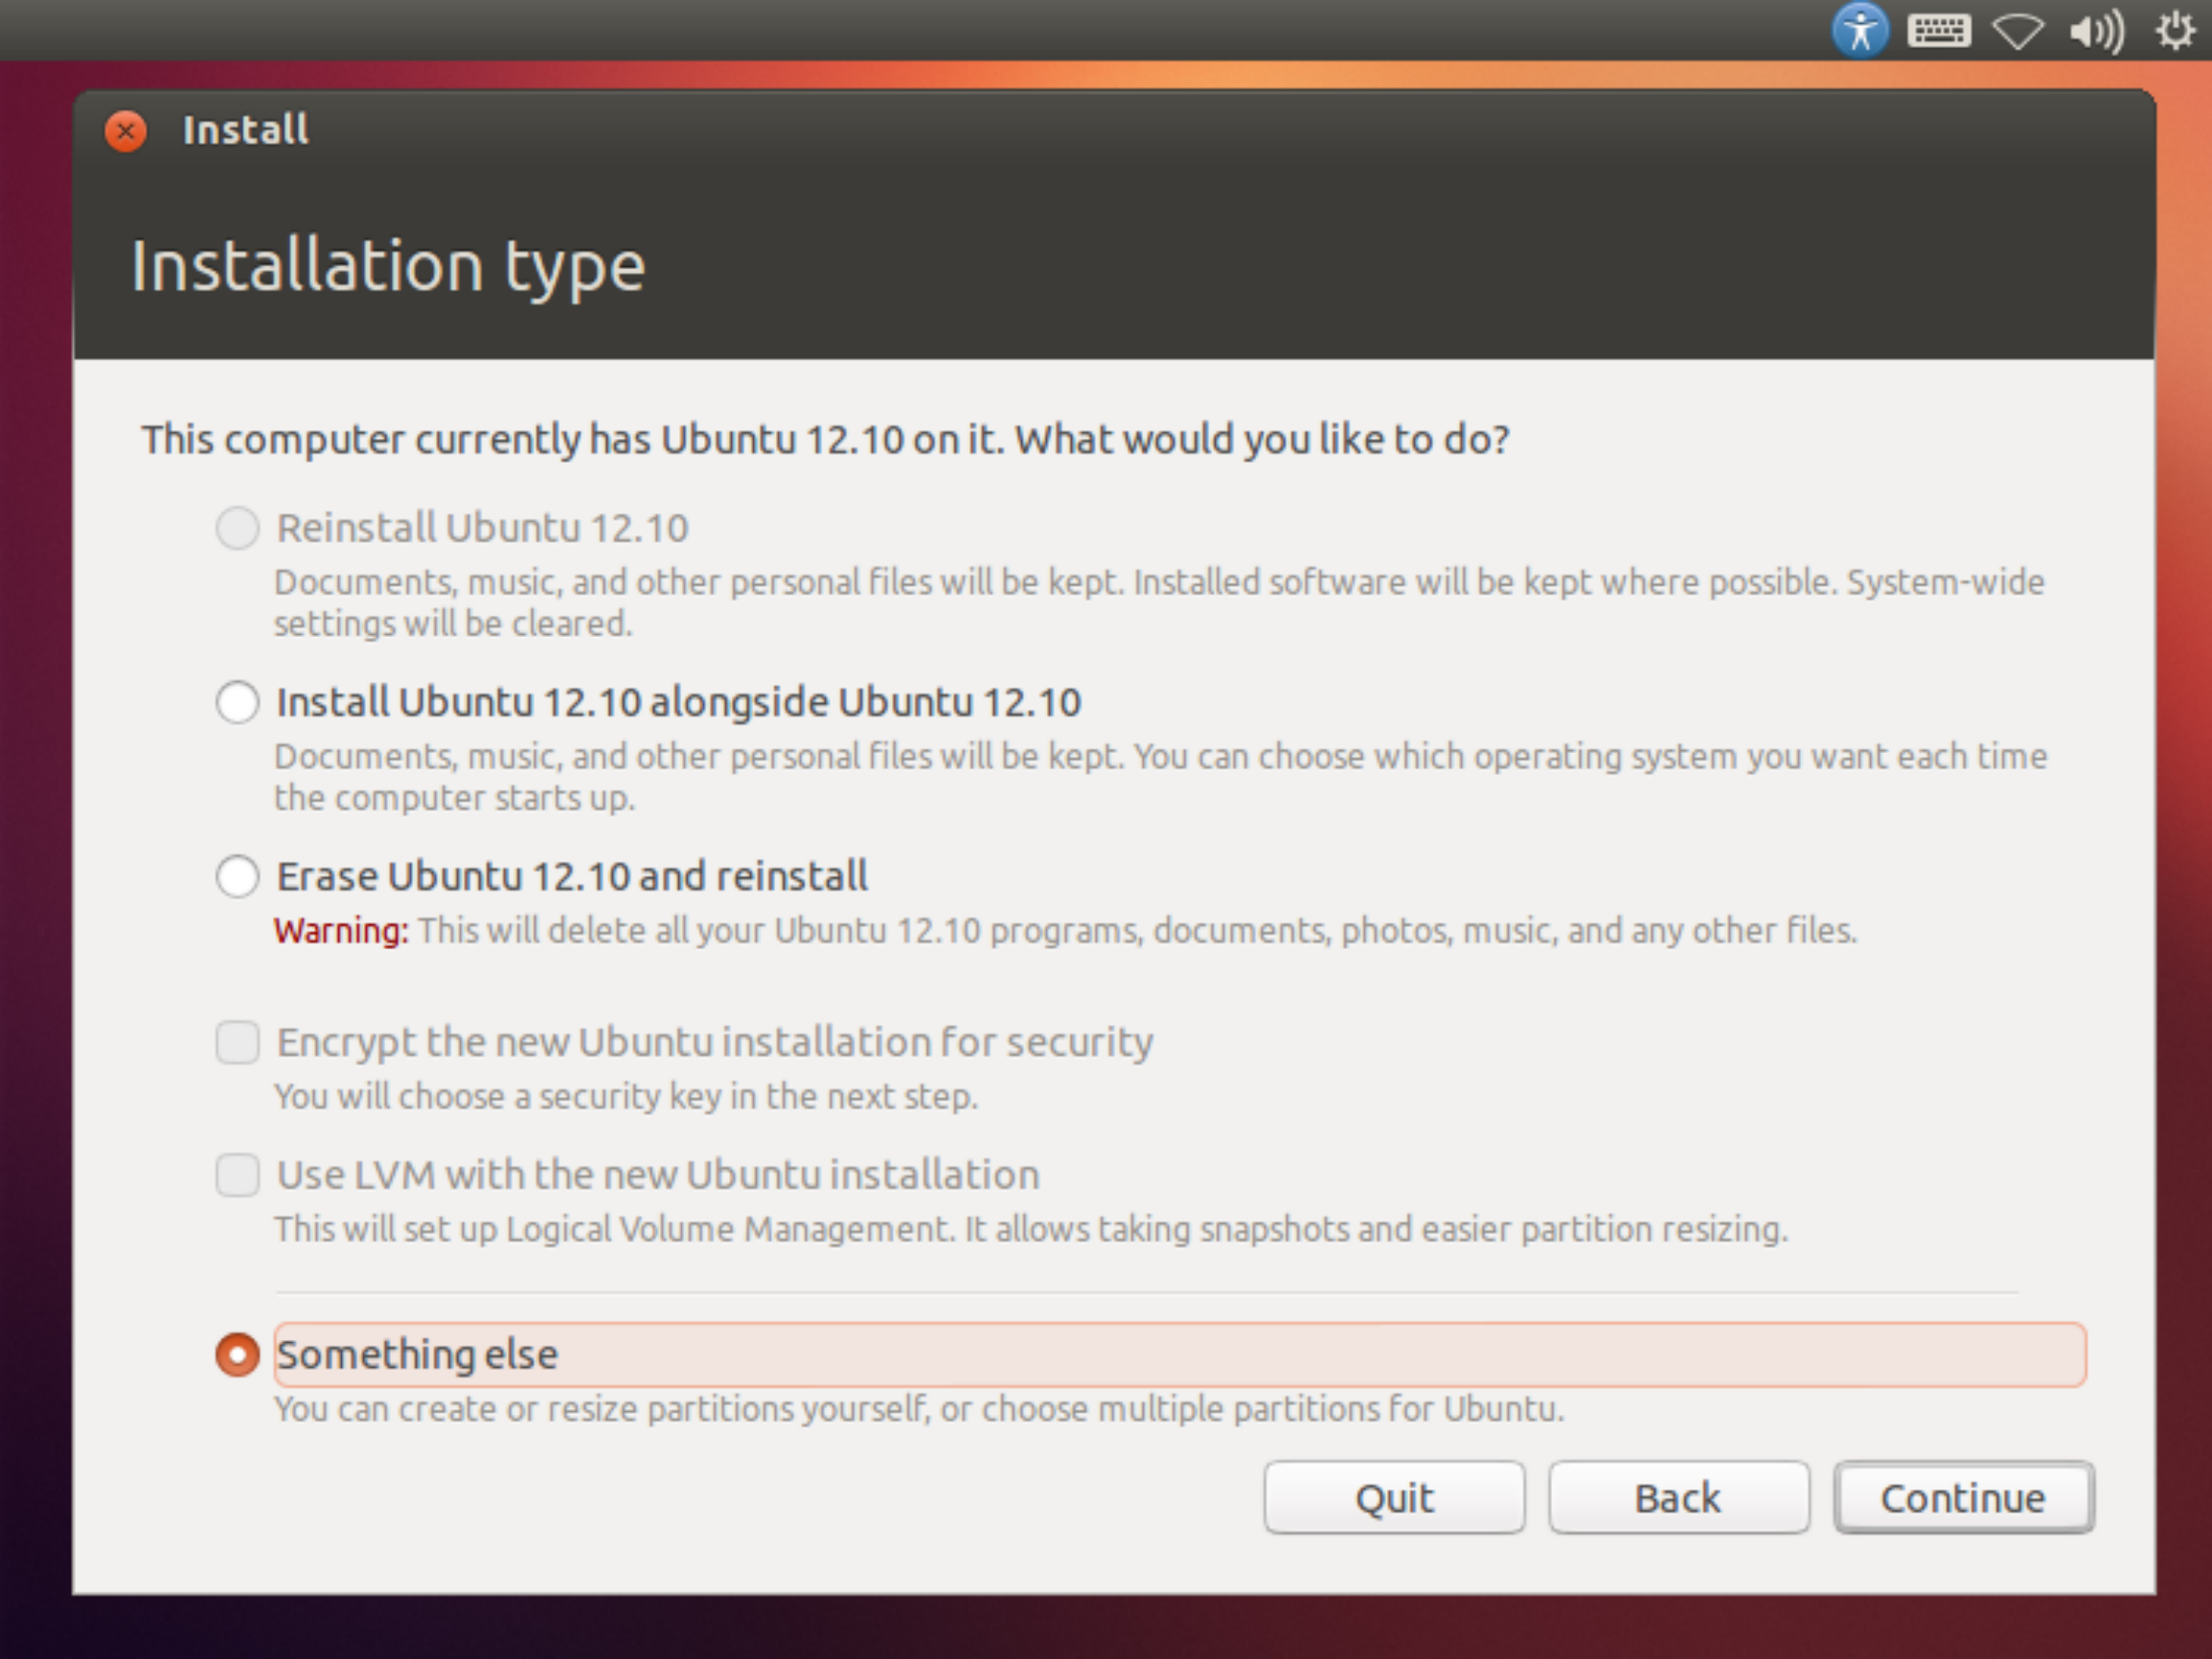 Install
Installation type
This computer currently has Ubuntu 12.10 on it. What would you like to do?
Reinstall Ubuntu 12.10
Documents, music, and other personal files will be kept. Installed software will be kept where possible. System-wide
settings will be cleared.
Install Ubuntu 12.10 alongside Ubuntu 12.10
Documents, music, and other personal files will be kept. You can choose which operating system you want each time
the computer starts up.
Erase Ubuntu 12.10 and reinstall
Warning: This will delete all your Ubuntu 12.10 programs, documents, photos, music, and any other files.
Encrypt the new Ubuntu installation for security
You will choose a security key in the next step.
Use LVM with the new Ubuntu installation
This will set up Logical Volume Management. It allows taking snapshots and easier partition resizing.
Something else
You can create or resize partitions yourself, or choose multiple partitions for Ubuntu.
Quit Back Continue